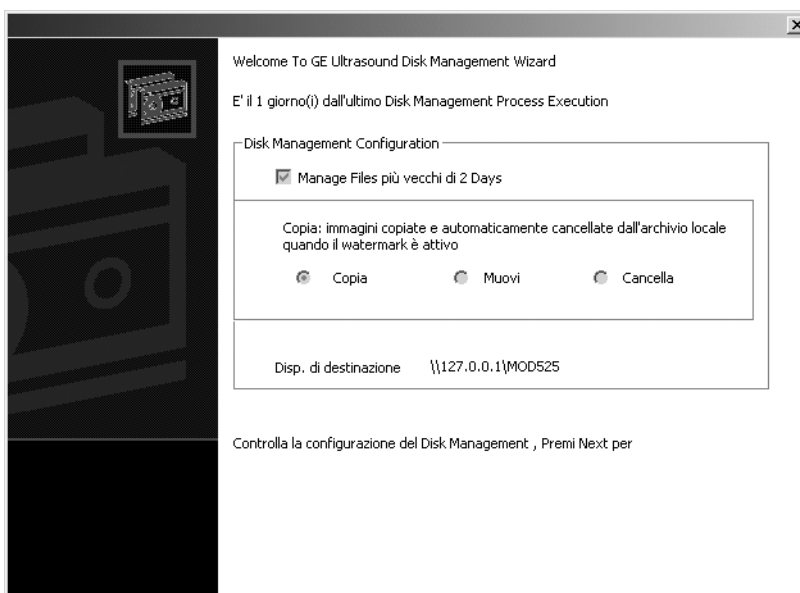 Welcome To GE Ultrasound Disk Management Wizard
E' il 1 giorno(i) dall'ultimo Disk Management Process Execution
Disk Management Configuration
Manage Files più vecchi di 2 Days
Copia: immagini copiate e automaticamente cancellate dall'archivio locale
quando il watermark è attivo
Copia Muovi Cancella
Disp. di destinazione \\127.0.0.1\MOD525
Controlla la configurazione del Disk Management , Premi Next per